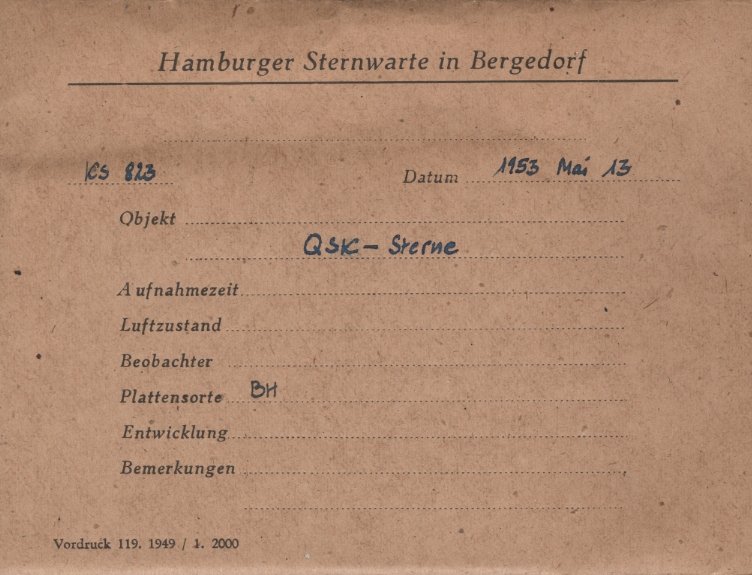 Hamburger Sternwarte in Bergedorf
KS 823 Datum 1953 Mai 13
Objekt
QSK - Sterne
Aufnahmezeit
Luftzustand
Beobachter
Plattensorte BH
Entwicklung
Bemerkungen
Vordruck 119. 1949 / 1. 2000